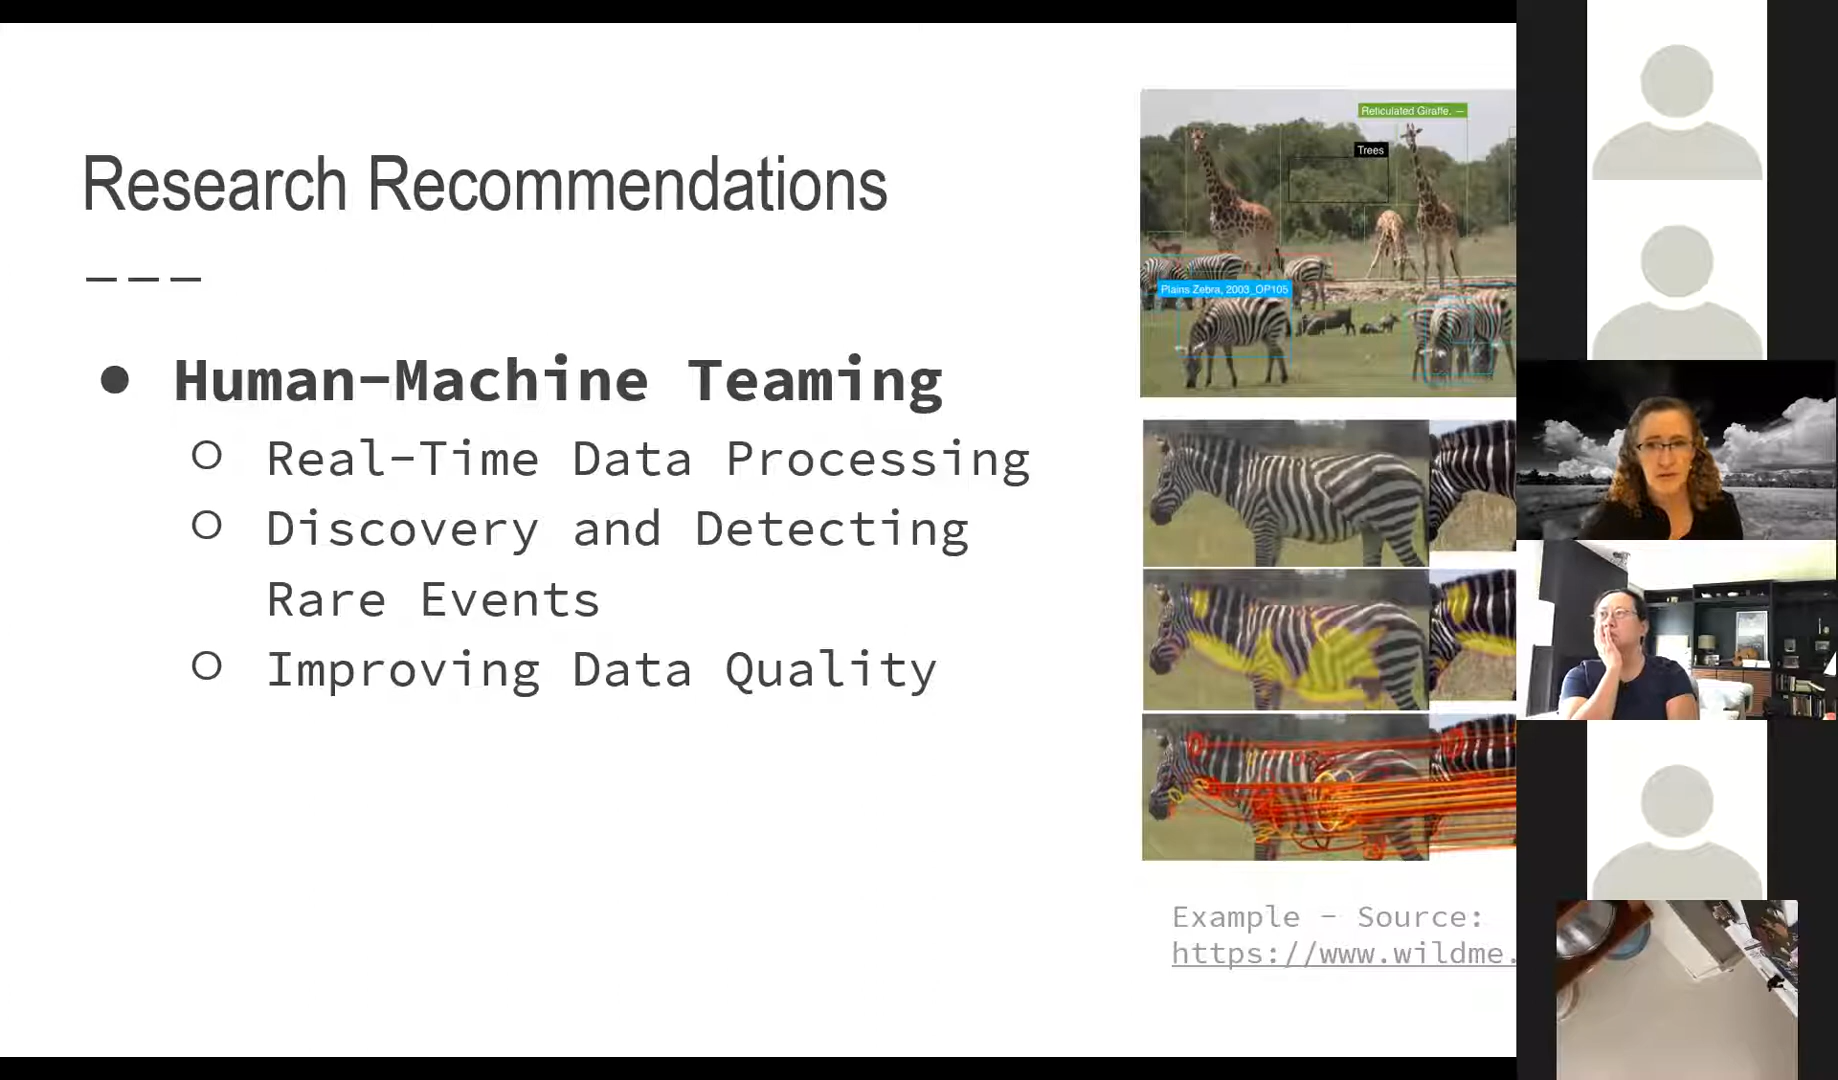 Research Recommendations
Human-Machine Teaming
Real-Time Data Processing
Discovery and Detecting
Rare Events
Improving Data Quality
Reticulated Giraffe. —
Trees
Plains Zebra, 2003_OP105
Example - Source:
https://www.wildme.